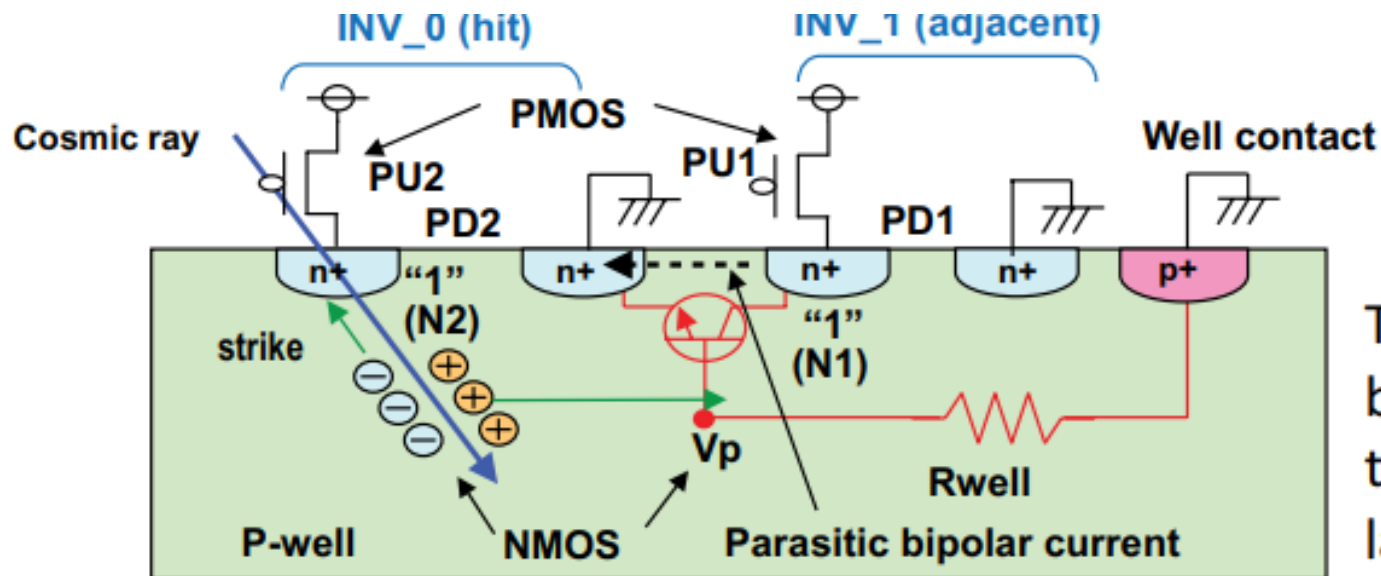 INV_0 (hit)
INV_1 (adjacent)
Cosmic ray
PMOS
Well contact
PU2
PU1
PD2
PD1
n+
n+
n+
n+
p+
“1”
(N2)
“1”
(N1)
strike
Vp
Rwell
P-well
NMOS
Parasitic bipolar current